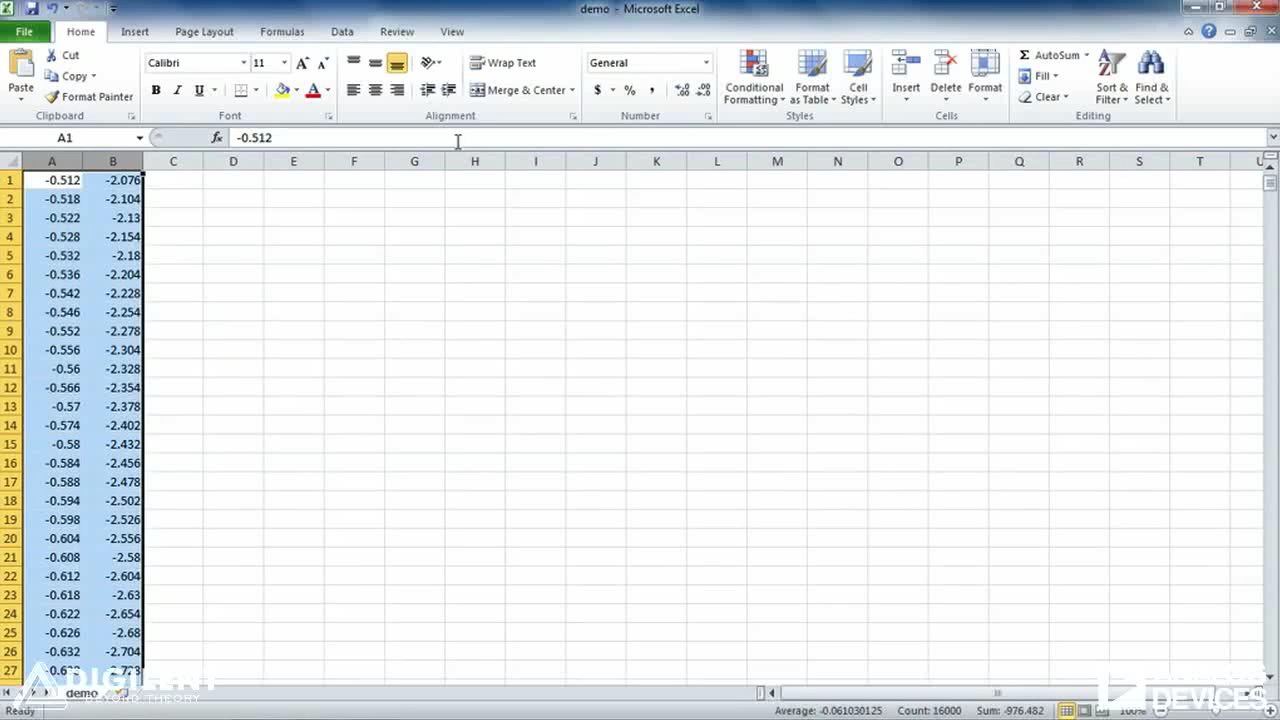 demo - Microsoft Excel
File Home Insert Page Layout Formulas Data Review View
Paste
Cut
Copy
Format Painter
Clipboard
Calibri 11
B I U
Font
Wrap Text
Merge & Center
Alignment
General
$ % ,
Number
Conditional Formatting
Format as Table
Cell Styles
Styles
Insert Delete Format
Cells
AutoSum
Fill
Clear
Sort & Filter
Find & Select
Editing
A1 fx -0.512
A B C D E F G H I J K L M N O P Q R S T U
1 -0.512 -2.076
2 -0.518 -2.104
3 -0.522 -2.13
4 -0.528 -2.154
5 -0.532 -2.18
6 -0.536 -2.204
7 -0.542 -2.228
8 -0.546 -2.254
9 -0.552 -2.278
10 -0.556 -2.304
11 -0.56 -2.328
12 -0.566 -2.354
13 -0.57 -2.378
14 -0.574 -2.402
15 -0.58 -2.432
16 -0.584 -2.456
17 -0.588 -2.478
18 -0.594 -2.502
19 -0.598 -2.526
20 -0.604 -2.556
21 -0.608 -2.58
22 -0.612 -2.604
23 -0.618 -2.63
24 -0.622 -2.654
25 -0.626 -2.68
26 -0.632 -2.704
27
DIGILENT
BEYOND THEORY
demo
DEVICES
Ready Average: -0.061030125 Count: 16000 Sum: -976.482 100%